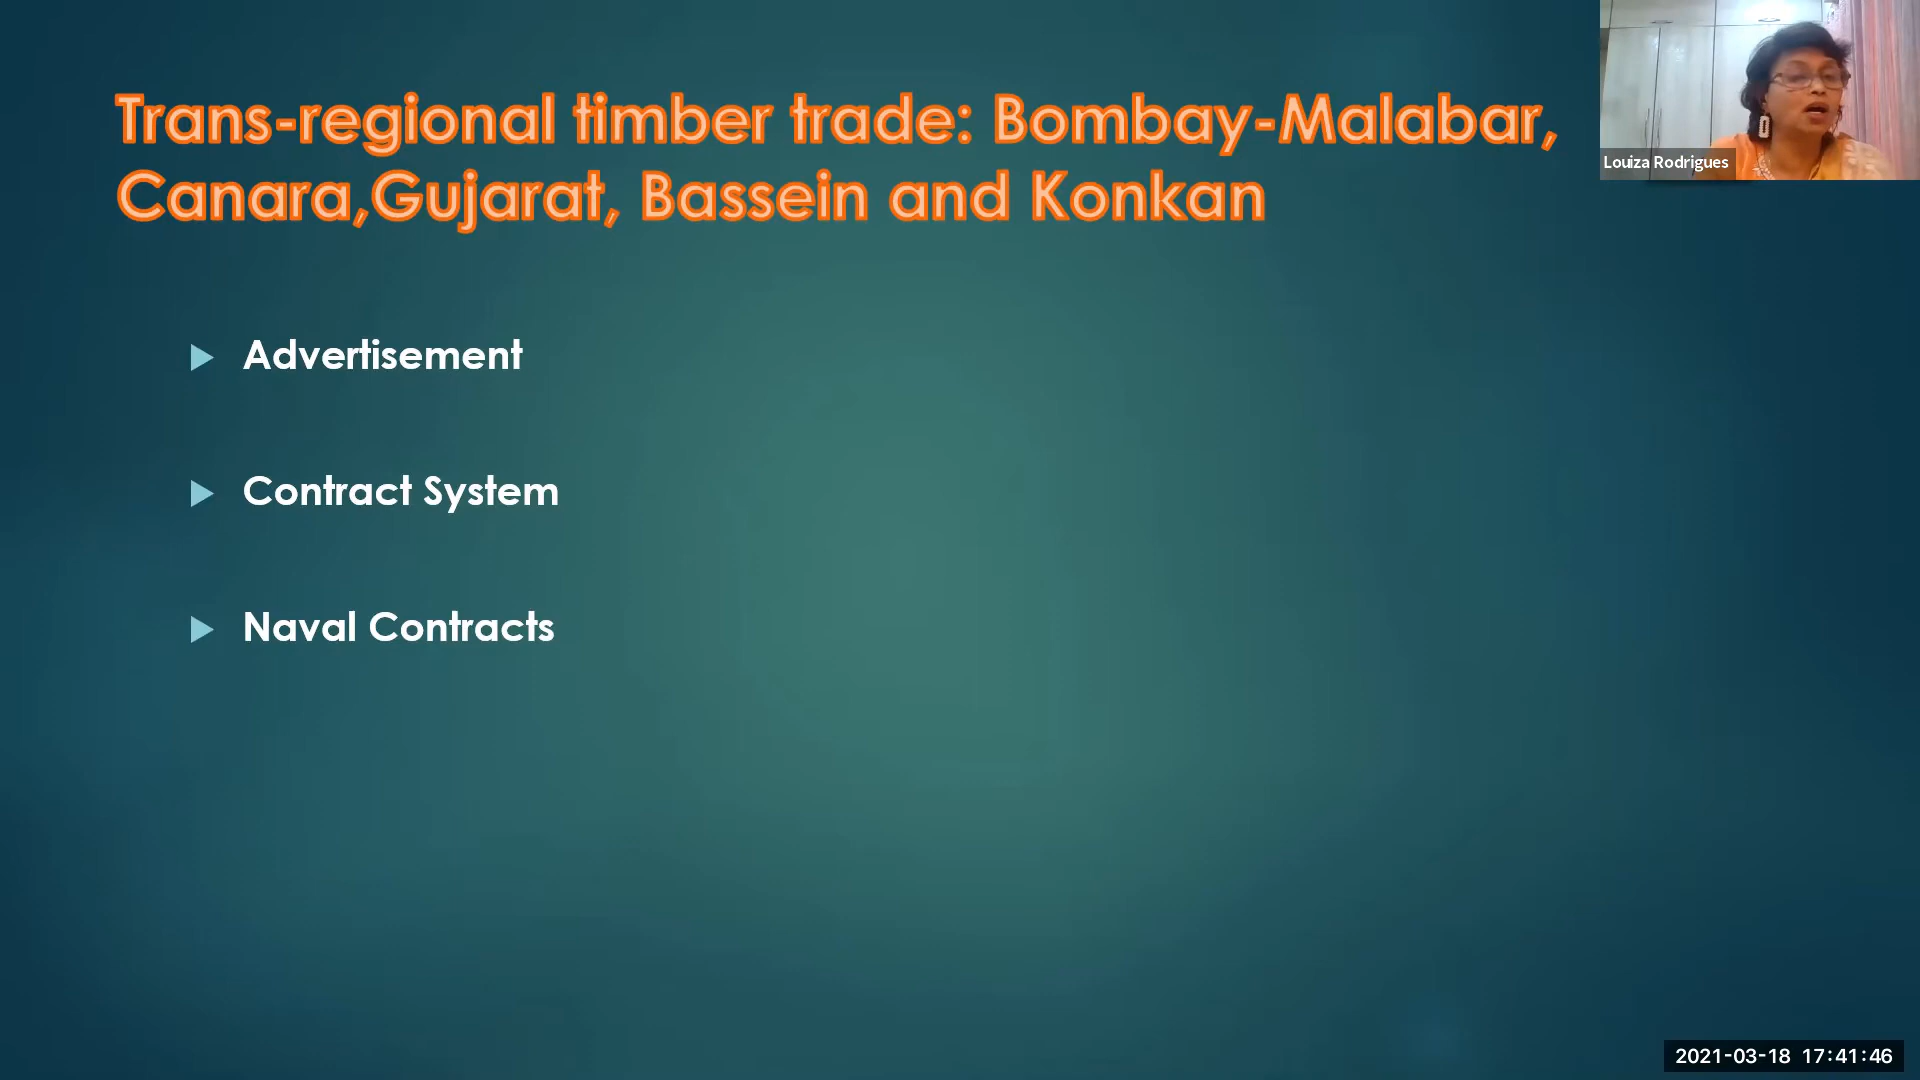 Trans-regional timber trade: Bombay-Malabar,
Canara,Gujarat, Bassein and Konkan
Louiza Rodrigues
Advertisement
Contract System
Naval Contracts
2021-03-18 17:41:46